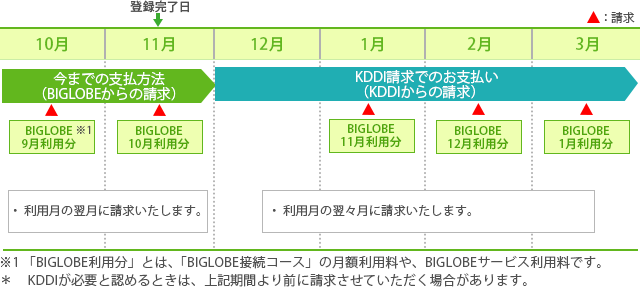 登録完了日
▲：請求
10月 11月 12月 1月 2月 3月
今までの支払方法
（BIGLOBEからの請求）
KDDI請求でのお支払い
（KDDIからの請求）
BIGLOBE ※1
9月利用分
BIGLOBE
10月利用分
BIGLOBE
11月利用分
BIGLOBE
12月利用分
BIGLOBE
1月利用分
・ 利用月の翌月に請求いたします。
・ 利用月の翌々月に請求いたします。
※1 「BIGLOBE利用分」とは、「BIGLOBE接続コース」の月額利用料や、BIGLOBEサービス利用料です。
＊ KDDIが必要と認めるときは、上記期間より前に請求させていただく場合があります。